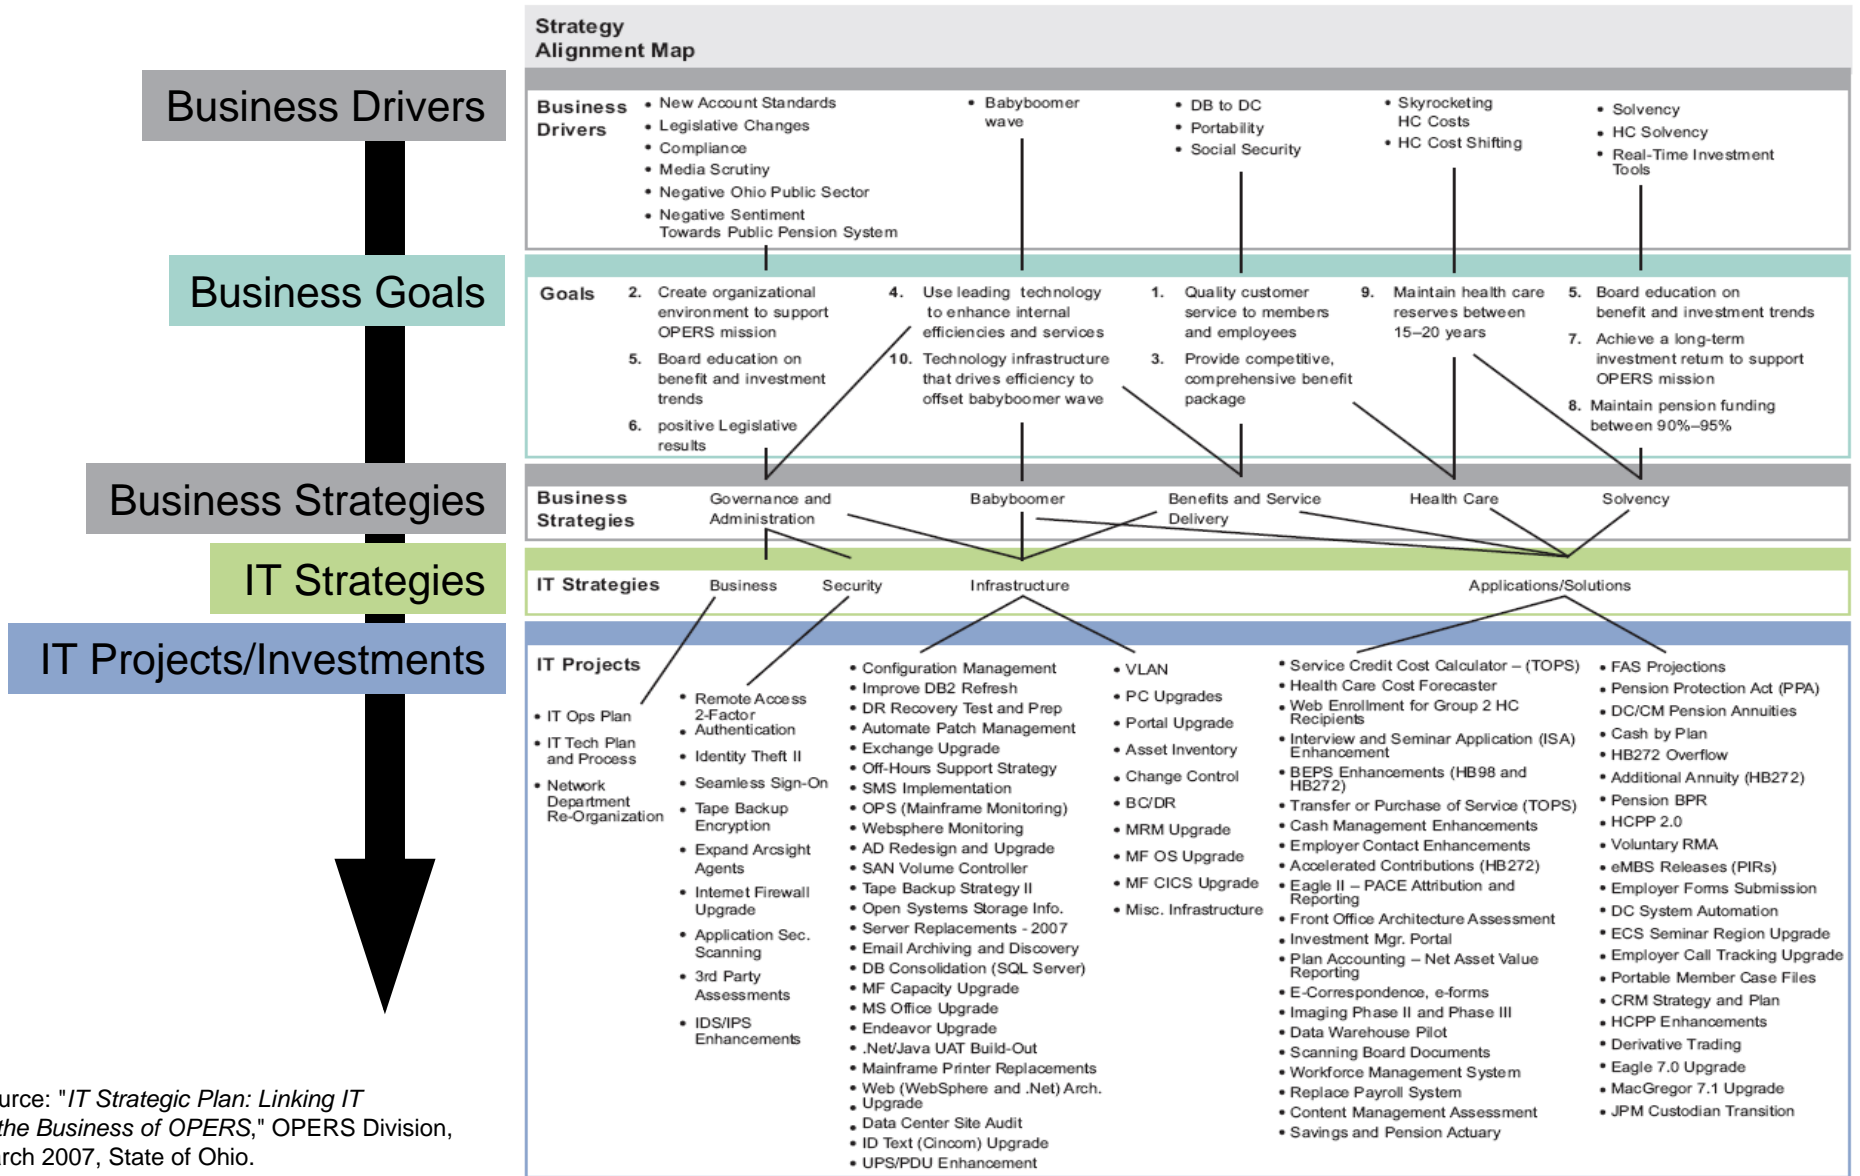 Strategy
Alignment Map
Business Drivers
Business Goals
Business Strategies
IT Strategies
IT Projects/Investments
Business
Drivers
• New Account Standards
• Legislative Changes
• Compliance
• Media Scrutiny
• Negative Ohio Public Sector
• Negative Sentiment
Towards Public Pension System
• Babyboomer
wave
• DB to DC
• Portability
• Social Security
• Skyrocketing
HC Costs
• HC Cost Shifting
• Solvency
• HC Solvency
• Real-Time Investment
Tools
Goals
2. Create organizational
environment to support
OPERS mission
5. Board education on
benefit and investment
trends
6. positive Legislative
results
4. Use leading technology
to enhance internal
efficiencies and services
10. Technology infrastructure
that drives efficiency to
offset babyboomer wave
1. Quality customer
service to members
and employees
3. Provide competitive,
comprehensive benefit
package
9. Maintain health care
reserves between
15–20 years
5. Board education on
benefit and investment trends
7. Achieve a long-term
investment return to support
OPERS mission
8. Maintain pension funding
between 90%–95%
Business
Strategies
Governance and
Administration
Babyboomer
Benefits and Service
Delivery
Health Care
Solvency
IT Strategies
Business
Security
Infrastructure
Applications/Solutions
IT Projects
• IT Ops Plan
• IT Tech Plan
and Process
• Network
Department
Re-Organization
• Remote Access
2-Factor
• Authentication
• Identity Theft II
• Seamless Sign-On
• Tape Backup
Encryption
• Expand Arcsight
Agents
• Internet Firewall
Upgrade
• Application Sec.
Scanning
• 3rd Party
Assessments
• IDS/IPS
Enhancements
• Configuration Management
• Improve DB2 Refresh
• DR Recovery Test and Prep
• Automate Patch Management
• Exchange Upgrade
• Off-Hours Support Strategy
• SMS Implementation
• OPS (Mainframe Monitoring)
• Websphere Monitoring
• AD Redesign and Upgrade
• SAN Volume Controller
• Tape Backup Strategy II
• Open Systems Storage Info.
• Server Replacements - 2007
• Email Archiving and Discovery
• DB Consolidation (SQL Server)
• MF Capacity Upgrade
• MS Office Upgrade
• Endeavor Upgrade
• .Net/Java UAT Build-Out
• Mainframe Printer Replacements
• Web (WebSphere and .Net) Arch.
• Upgrade
• Data Center Site Audit
• ID Text (Cincom) Upgrade
• UPS/PDU Enhancement
• VLAN
• PC Upgrades
• Portal Upgrade
• Asset Inventory
• Change Control
• BC/DR
• MRM Upgrade
• MF OS Upgrade
• MF CICS Upgrade
• Misc. Infrastructure
• Service Credit Cost Calculator – (TOPS)
• Health Care Cost Forecaster
• Web Enrollment for Group 2 HC
Recipients
• Interview and Seminar Application (ISA)
Enhancement
• BEPS Enhancements (HB98 and
HB272)
• Transfer or Purchase of Service (TOPS)
• Cash Management Enhancements
• Employer Contact Enhancements
• Accelerated Contributions (HB272)
• Eagle II – PACE Attribution and
Reporting
• Front Office Architecture Assessment
• Investment Mgr. Portal
• Plan Accounting – Net Asset Value
Reporting
• E-Correspondence, e-forms
• Imaging Phase II and Phase III
• Data Warehouse Pilot
• Scanning Board Documents
• Workforce Management System
• Replace Payroll System
• Content Management Assessment
• Savings and Pension Actuary
• FAS Projections
• Pension Protection Act (PPA)
• DC/CM Pension Annuities
• Cash by Plan
• HB272 Overflow
• Additional Annuity (HB272)
• Pension BPR
• HCPP 2.0
• Voluntary RMA
• eMBS Releases (PIRs)
• Employer Forms Submission
• DC System Automation
• ECS Seminar Region Upgrade
• Employer Call Tracking Upgrade
• Portable Member Case Files
• CRM Strategy and Plan
• HCPP Enhancements
• Derivative Trading
• Eagle 7.0 Upgrade
• MacGregor 7.1 Upgrade
• JPM Custodian Transition
urce: "IT Strategic Plan: Linking IT
the Business of OPERS," OPERS Division,
arch 2007, State of Ohio.